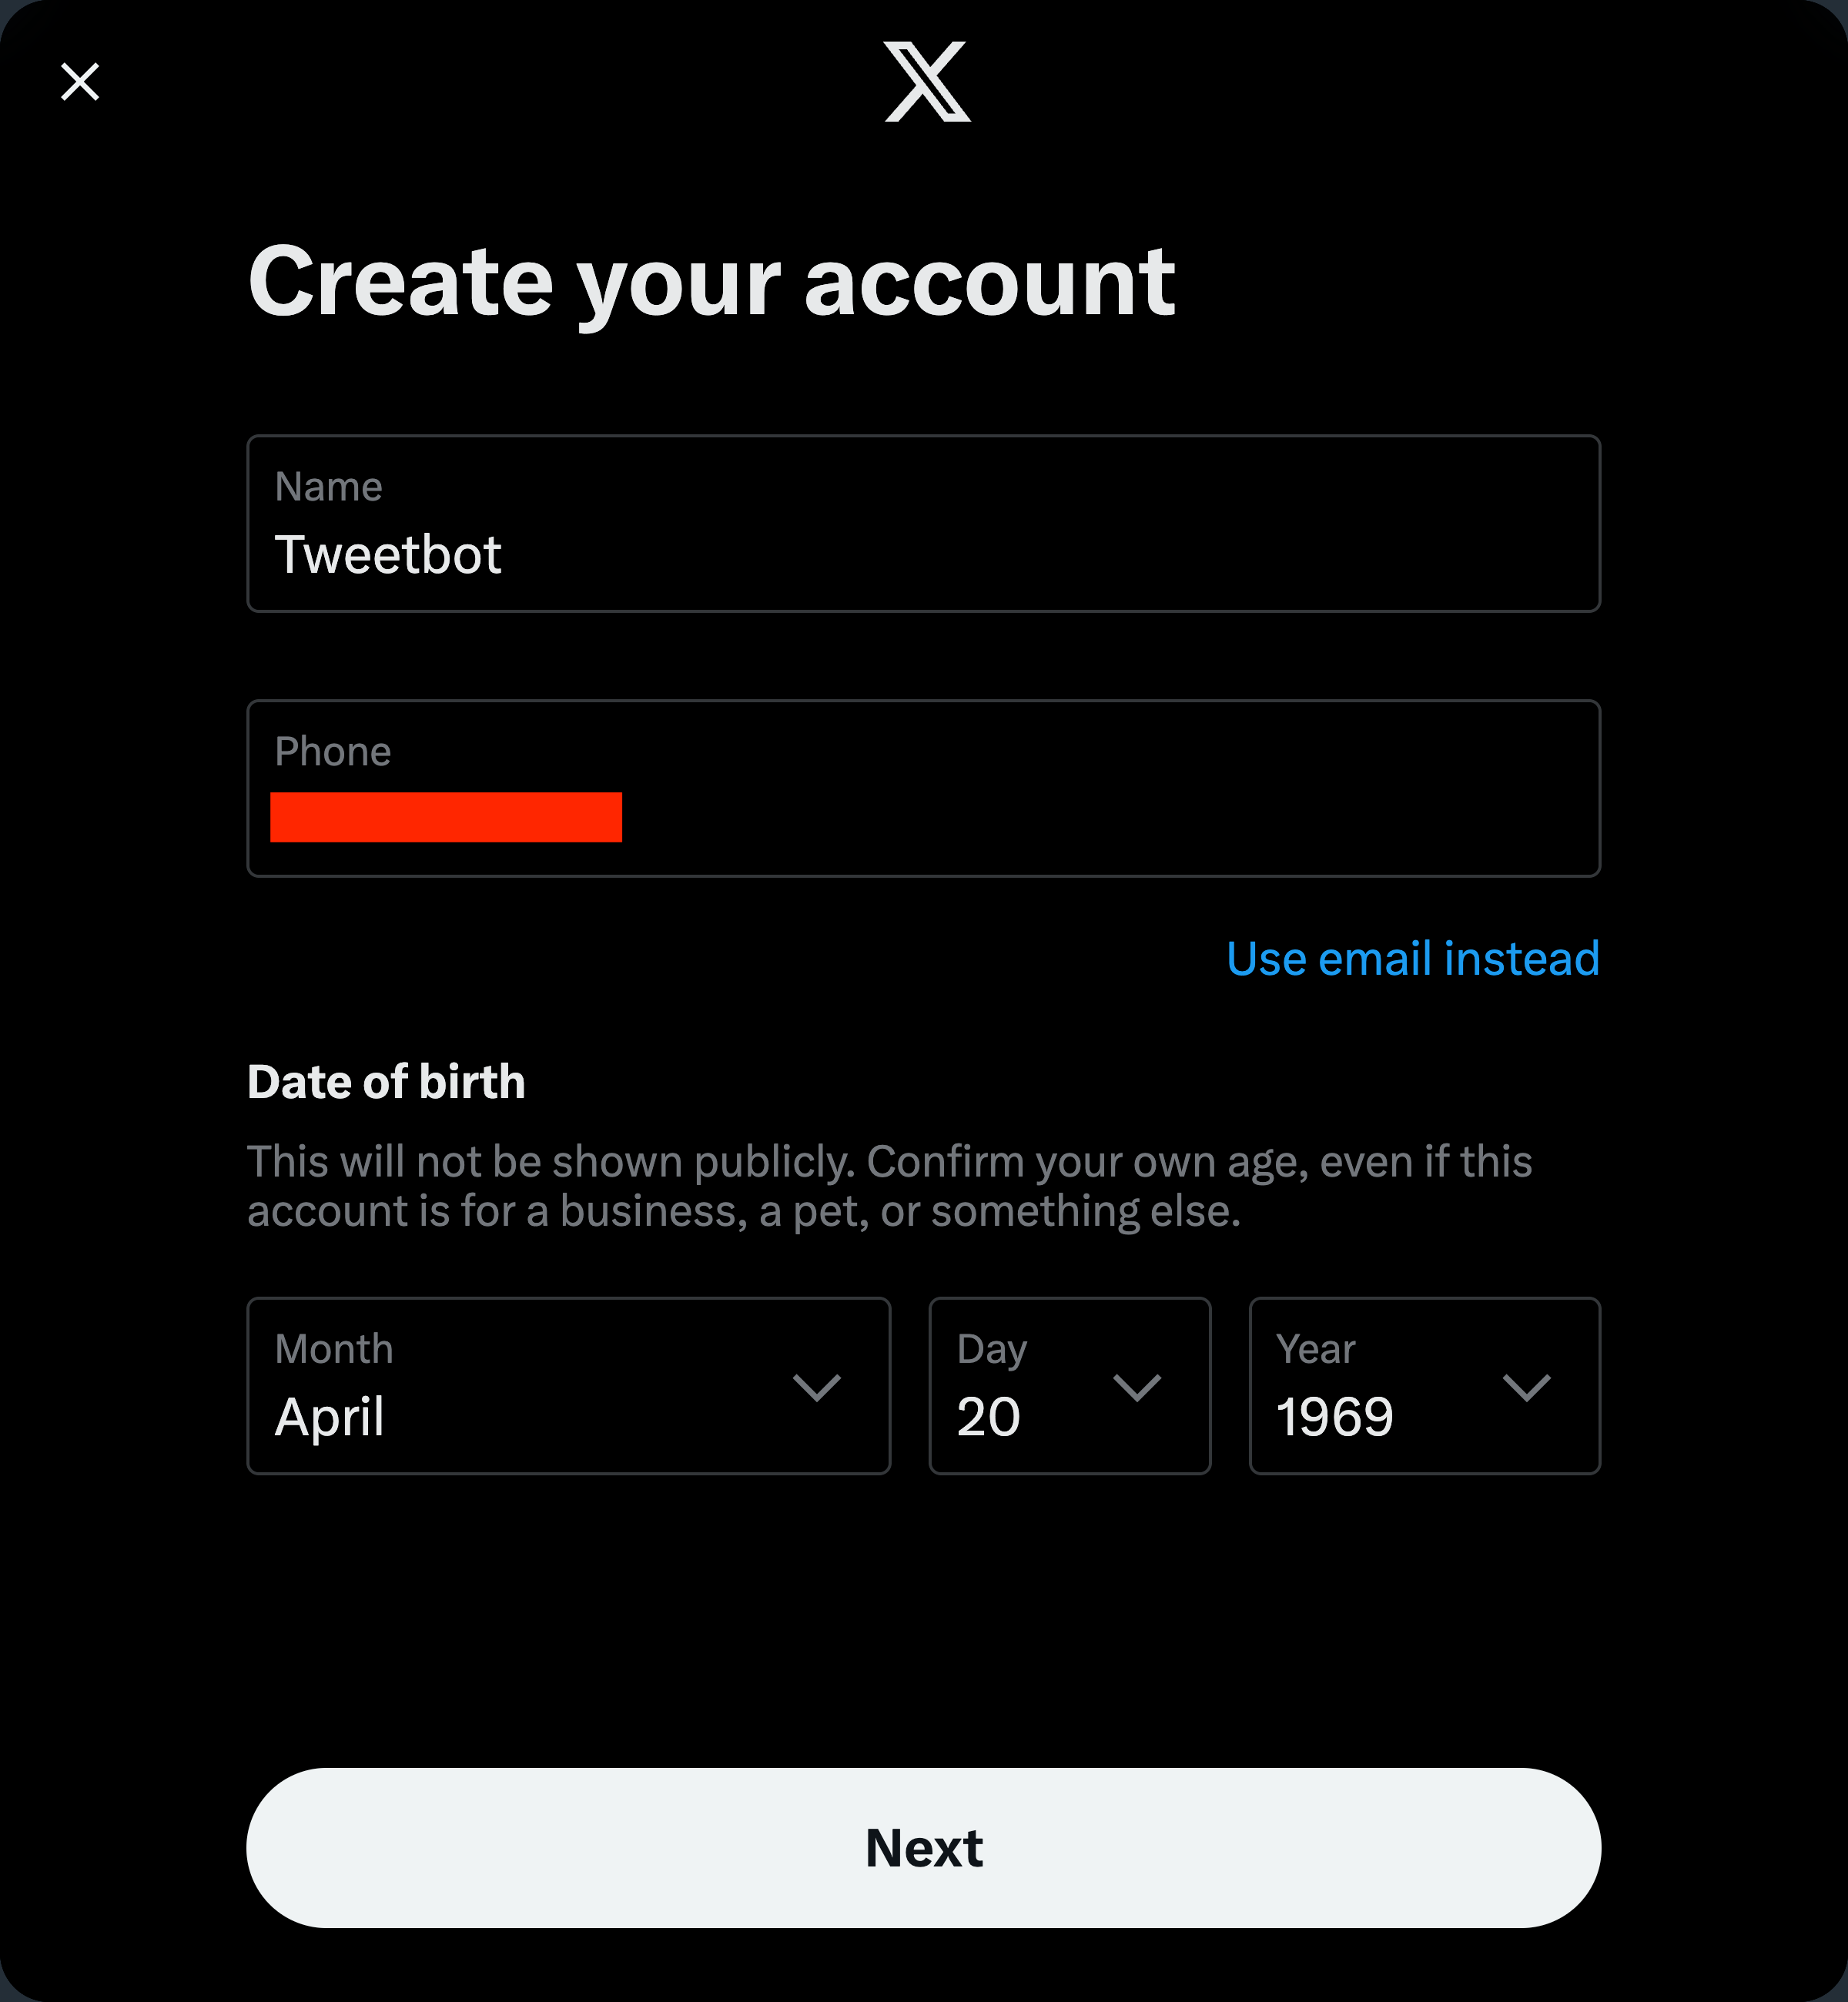 Create your account
Name
Tweetbot
Phone
Use email instead
Date of birth
This will not be shown publicly. Confirm your own age, even if this
account is for a business, a pet, or something else.
Month
April
Day
20
Year
1969
Next